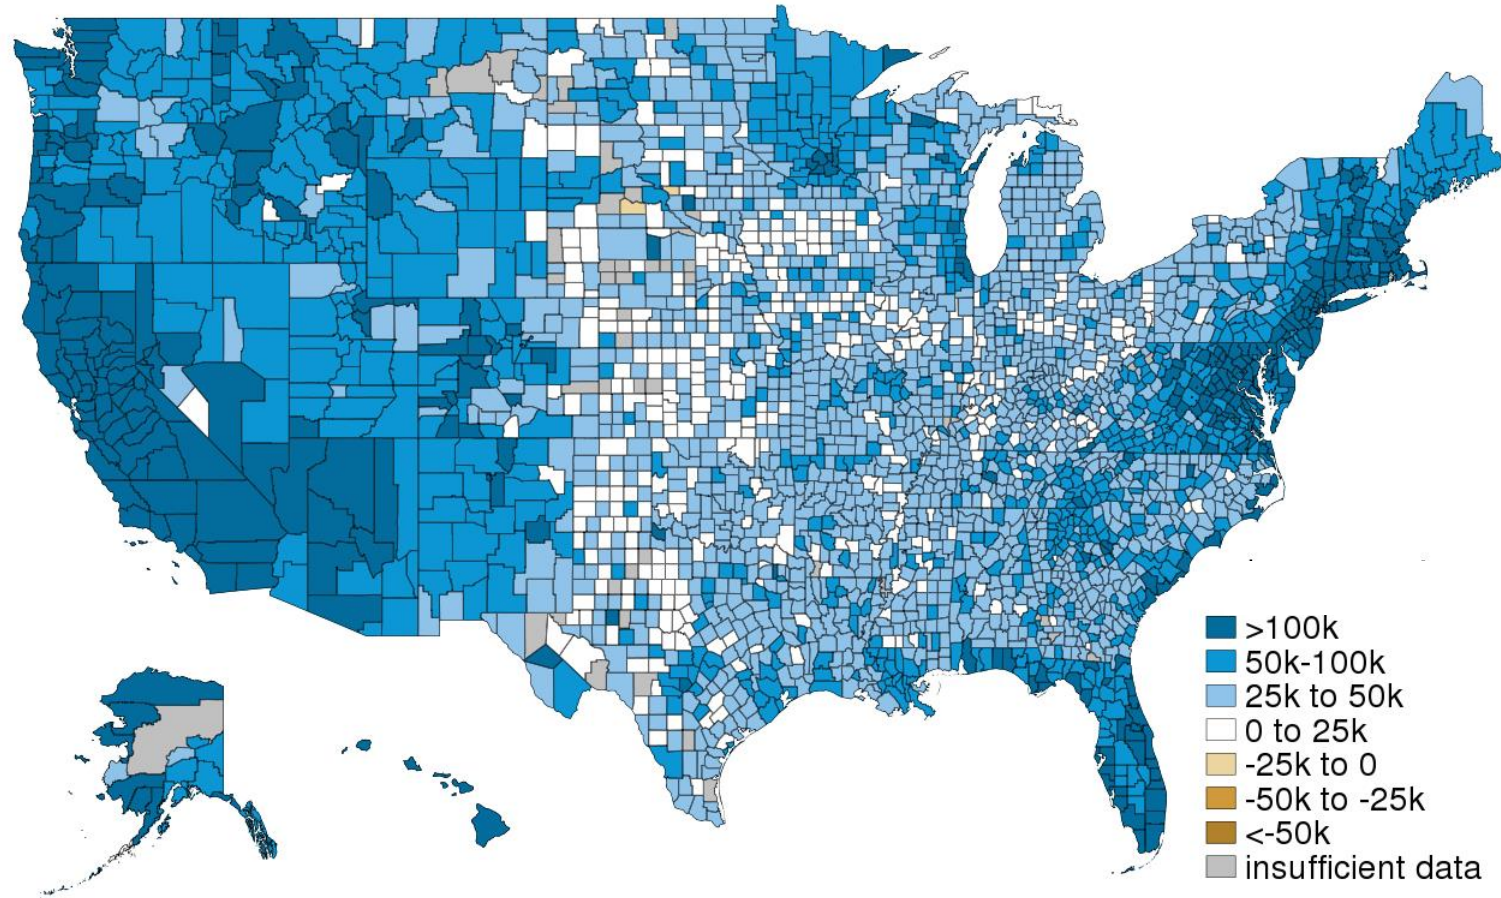 >100k
50k-100k
25k to 50k
0 to 25k
-25k to 0
-50k to -25k
<-50k
insufficient data